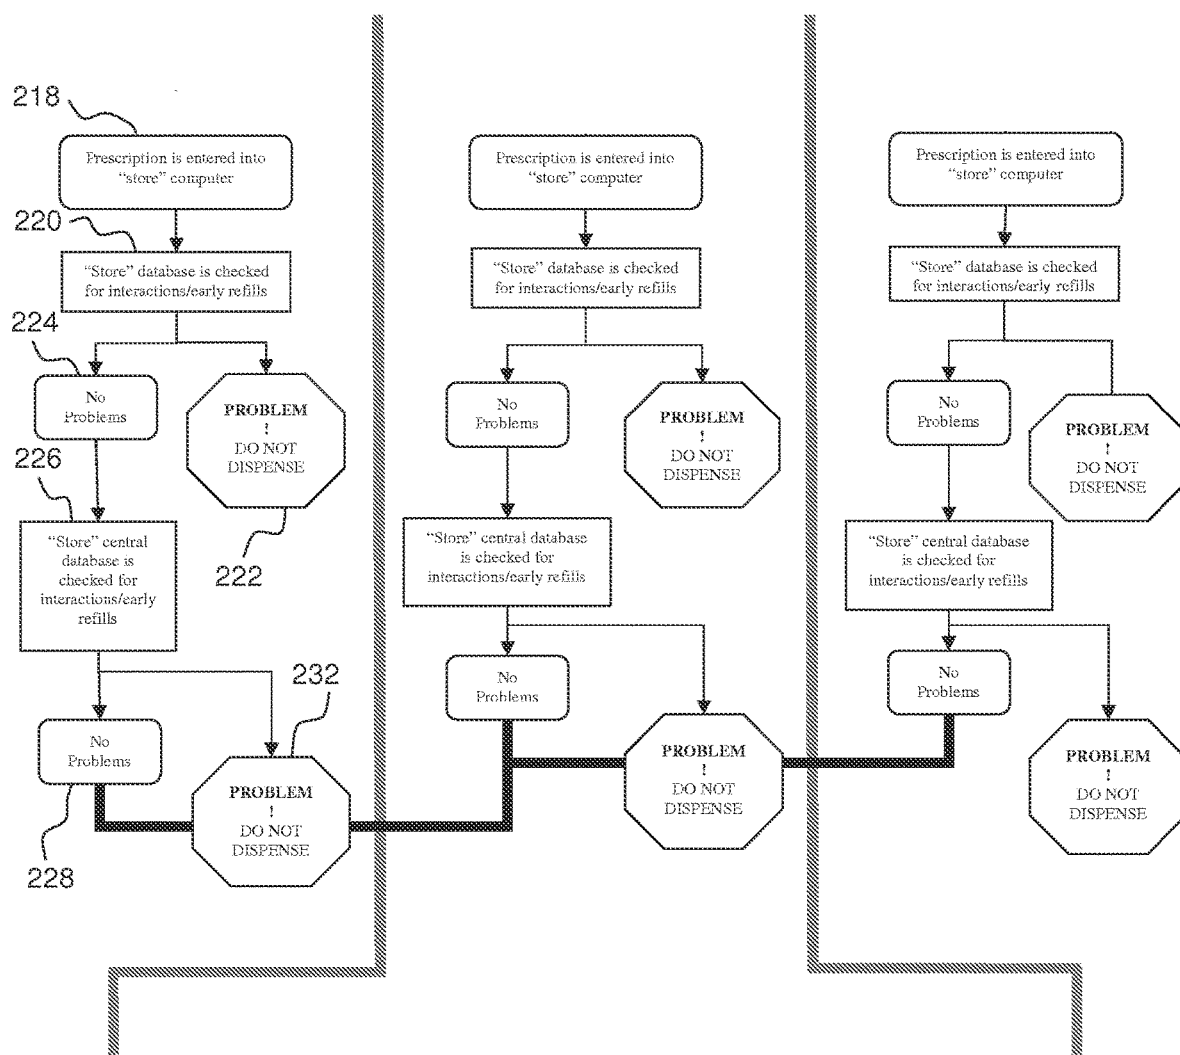 218
Prescription is entered into
“store” computer
220
“Store” database is checked
for interactions/early refills
224
No
Problems
PROBLEM
!
DO NOT
DISPENSE
222
226
“Store” central
database is
checked for
interactions/early
refills
228
No
Problems
232
PROBLEM
!
DO NOT
DISPENSE
Prescription is entered into
“store” computer
“Store” database is checked
for interactions/early refills
No
Problems
PROBLEM
!
DO NOT
DISPENSE
“Store” central database
is checked for
interactions/early refills
No
Problems
PROBLEM
!
DO NOT
DISPENSE
Prescription is entered into
“store” computer
“Store” database is checked
for interactions/early refills
No
Problems
PROBLEM
!
DO NOT
DISPENSE
“Store” central database
is checked for
interactions/early refills
No
Problems
PROBLEM
!
DO NOT
DISPENSE